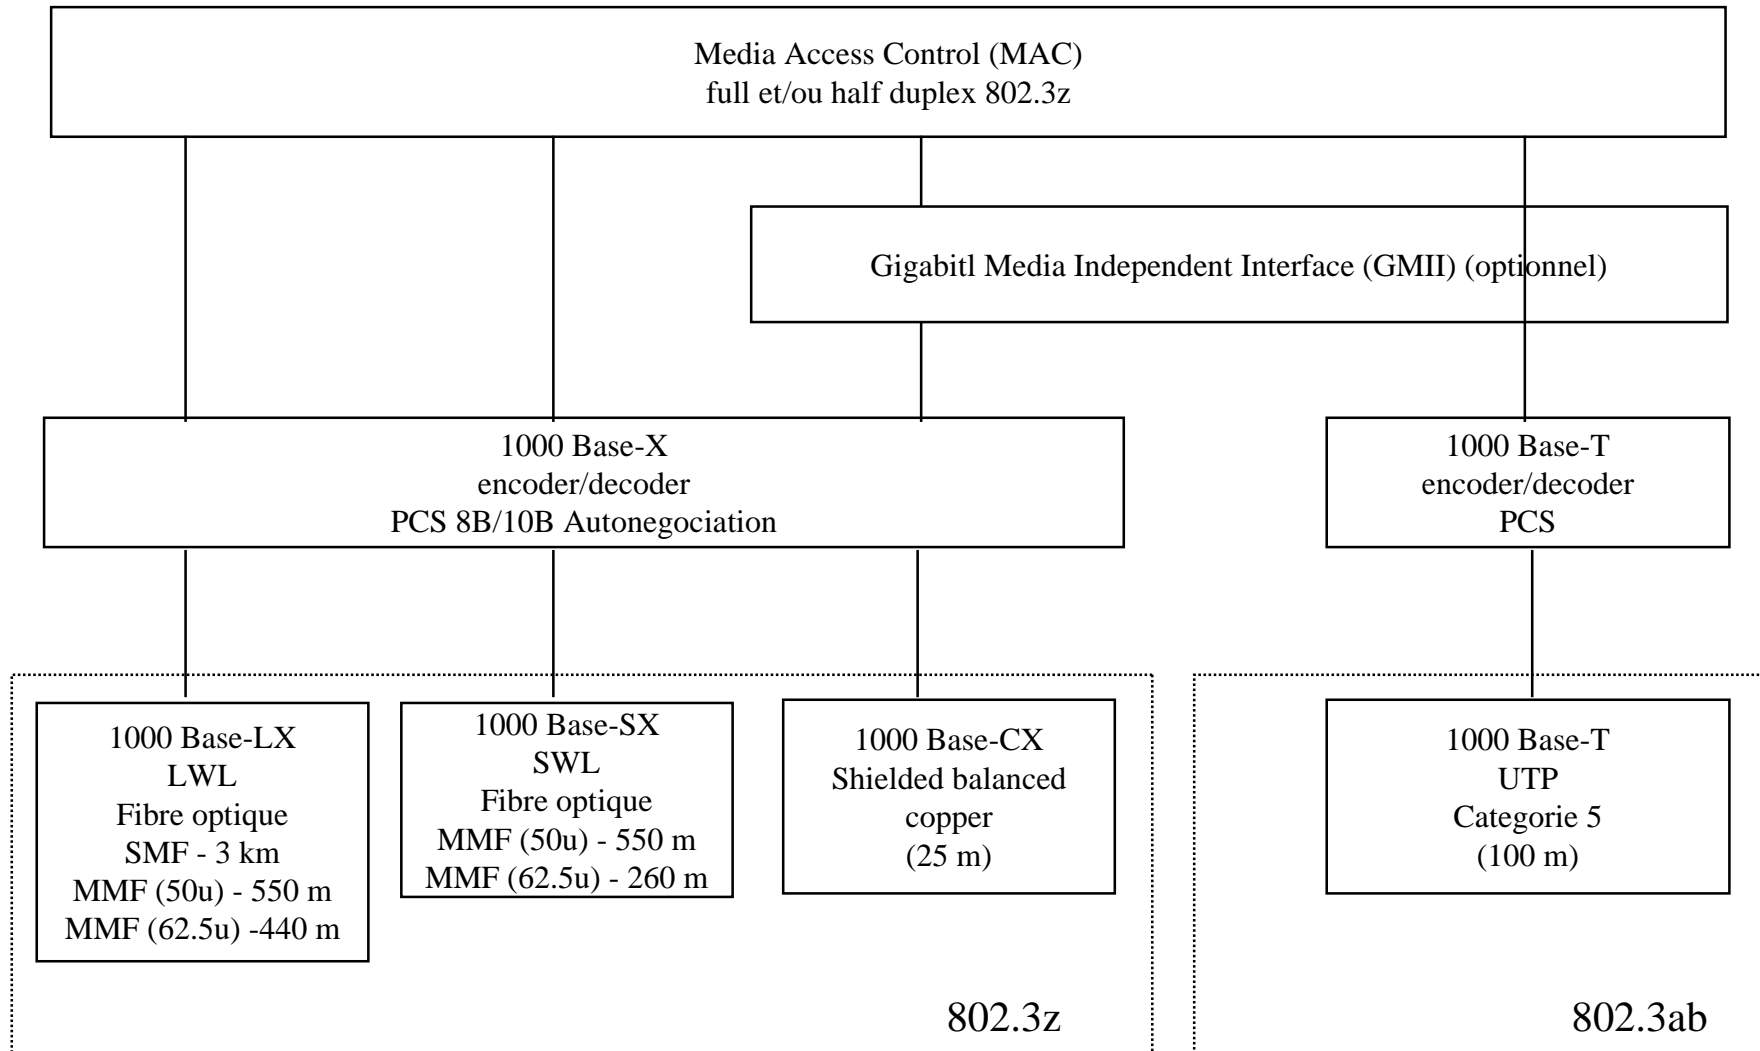 Media Access Control (MAC)
full et/ou half duplex 802.3z
Gigabitl Media Independent Interface (GMII) (optionnel)
1000 Base-X
encoder/decoder
PCS 8B/10B Autonegociation
1000 Base-T
encoder/decoder
PCS
1000 Base-LX
LWL
Fibre optique
SMF - 3 km
MMF (50u) - 550 m
MMF (62.5u) -440 m
1000 Base-SX
SWL
Fibre optique
MMF (50u) - 550 m
MMF (62.5u) - 260 m
1000 Base-CX
Shielded balanced
copper
(25 m)
1000 Base-T
UTP
Categorie 5
(100 m)
802.3z
802.3ab